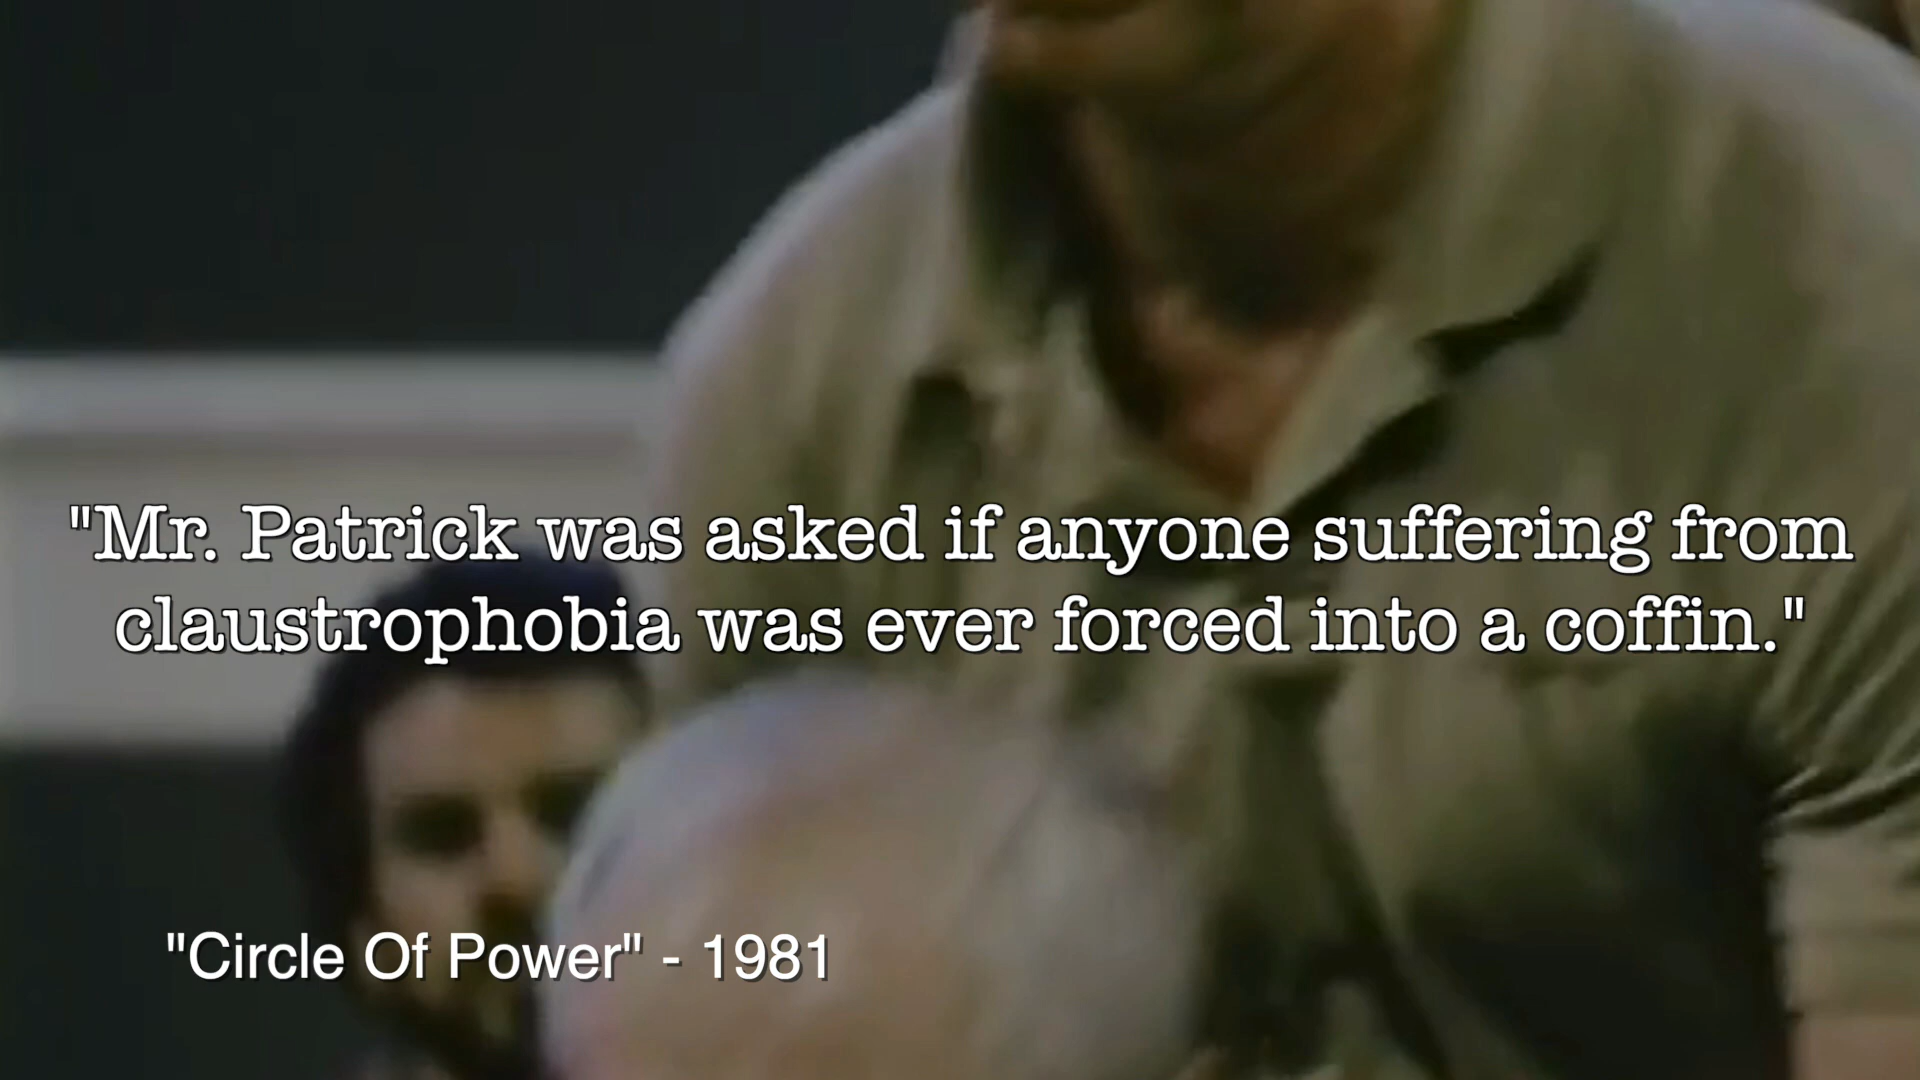 "Mr. Patrick was asked if anyone suffering from
claustrophobia was ever forced into a coffin."
"Circle Of Power" - 1981